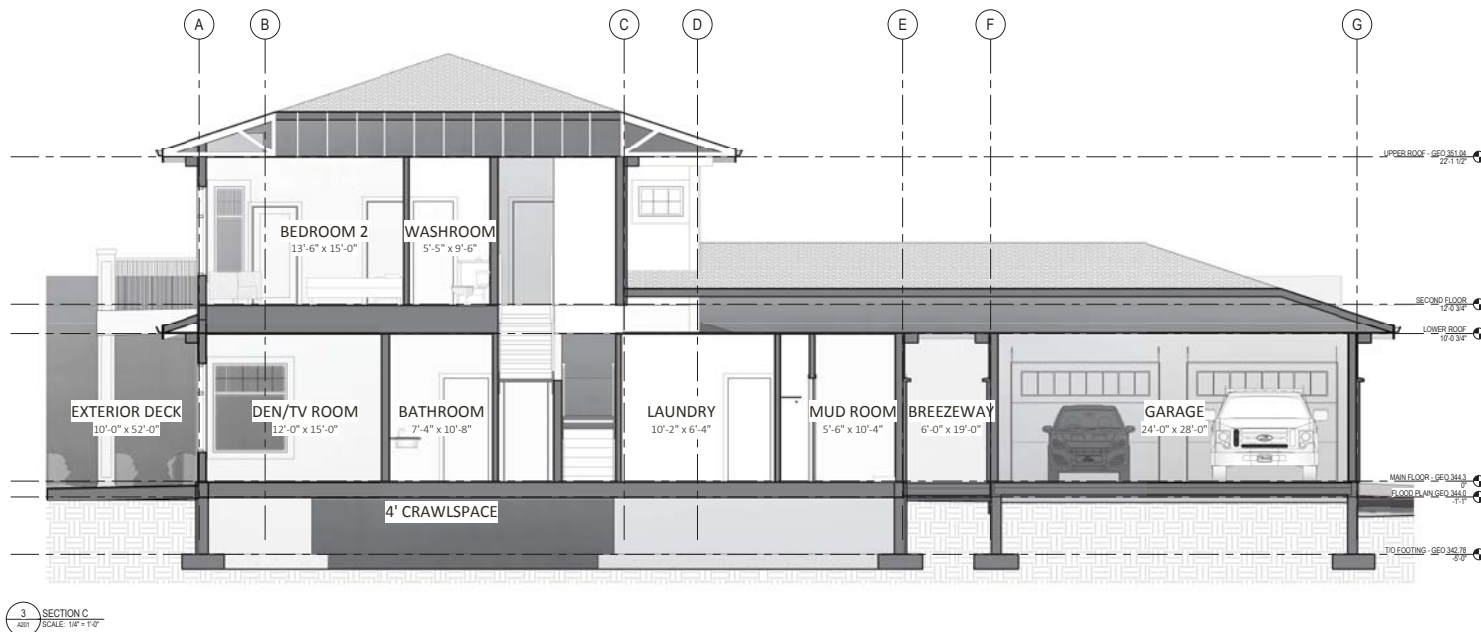 A B C D E F G
UPPER ROOF - GEO 351.04
22'-1 1/2"
BEDROOM 2
13'-6" x 15'-0"
WASHROOM
5'-5" x 9'-6"
SECOND FLOOR
12'-0 3/4"
LOWER ROOF
10'-0 3/4"
EXTERIOR DECK
10'-0" x 52'-0"
DEN/TV ROOM
12'-0" x 15'-0"
BATHROOM
7'-4" x 10'-8"
LAUNDRY
10'-2" x 6'-4"
MUD ROOM
5'-6" x 10'-4"
BREEZEWAY
6'-0" x 19'-0"
GARAGE
24'-0" x 28'-0"
MAIN FLOOR - GEO 344.3
0"
FLOOD PLAIN GEO 344.0
-1'-1"
4' CRAWLSPACE
T/O FOOTING - GEO 342.78
-5'-0"
3
A201
SECTION C
SCALE: 1/4" = 1'-0"